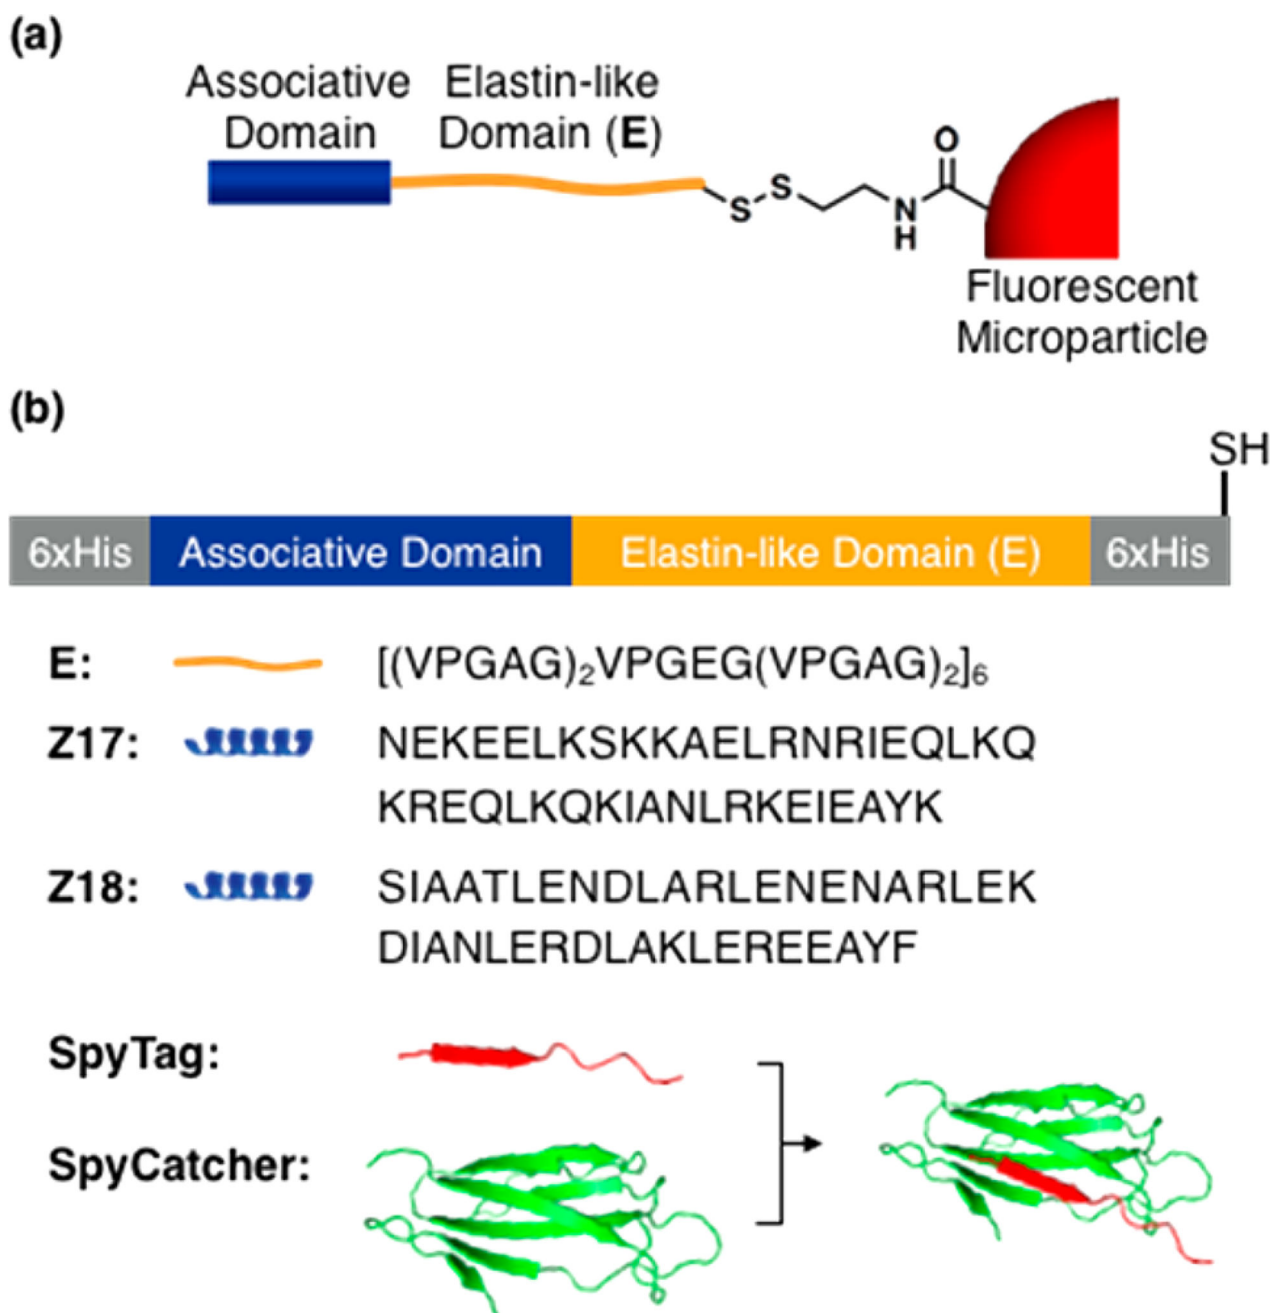 (a)
Associative
Domain
Elastin-like
Domain (E)
S
S
N
H
O
Fluorescent
Microparticle
(b)
SH
6xHis
Associative Domain
Elastin-like Domain (E)
6xHis
E:
[(VPGAG)₂VPGEG(VPGAG)₂]₆
Z17:
NEKEELKSKKAELRNRIEQLKQ
KREQLKQKIANLRKEIEAYK
Z18:
SIAATLENDLARLENENARLEK
DIANLERDLAKLEREEAYF
SpyTag:
SpyCatcher: